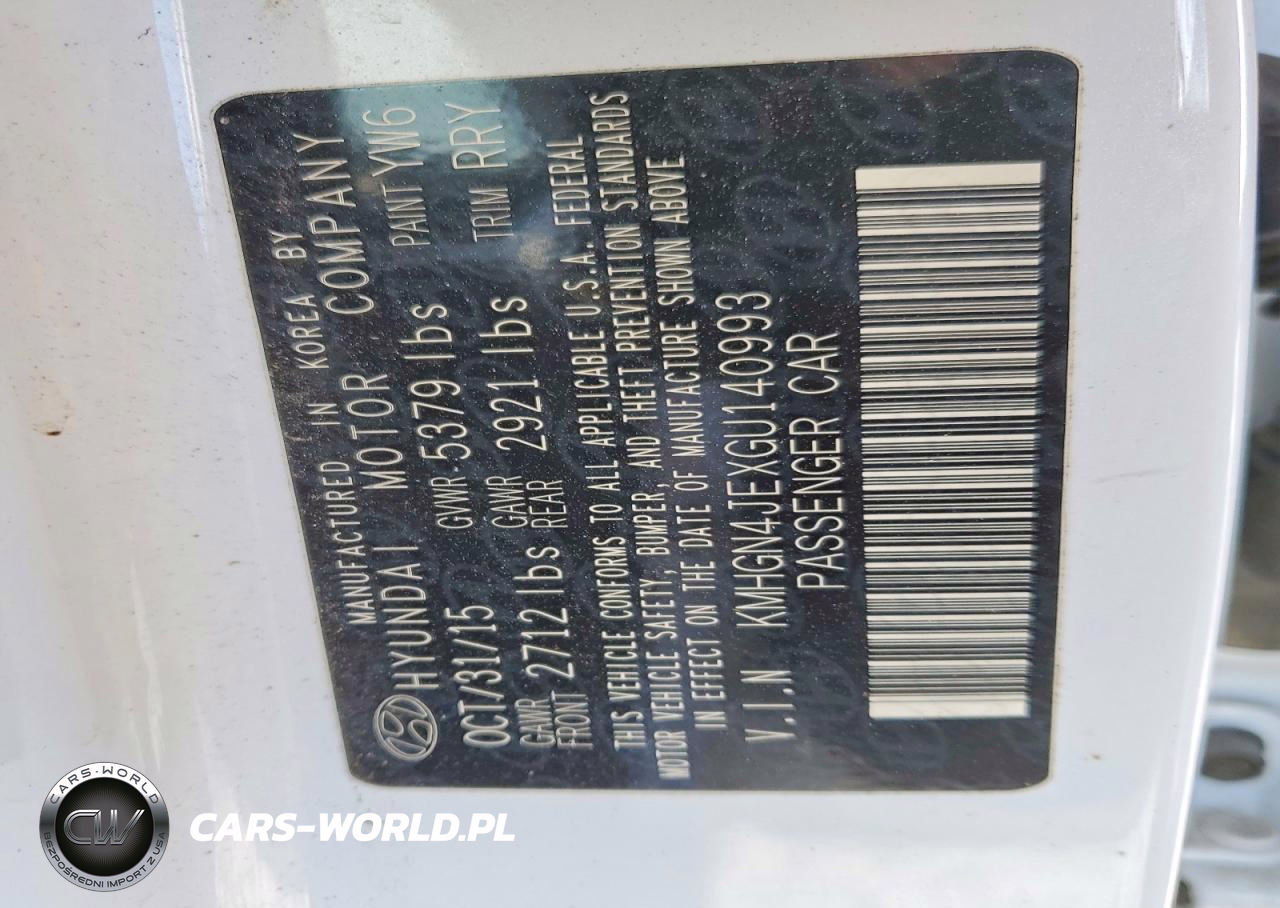 MANUFACTURED IN KOREA BY
HYUNDAI MOTOR COMPANY
OCT/31/15 GVWR 5379 lbs PAINT YW6
GAWR FRONT 2712 lbs GAWR REAR 2921 lbs TRIM RRY
THIS VEHICLE CONFORMS TO ALL APPLICABLE U.S.A. FEDERAL
MOTOR VEHICLE SAFETY, BUMPER, AND THEFT PREVENTION STANDARDS
IN EFFECT ON THE DATE OF MANUFACTURE SHOWN ABOVE
V.I.N KMHGN4JEXGU140993
PASSENGER CAR
CARS-WORLD
CW
BEZPOŚREDNI IMPORT Z USA
CARS-WORLD.PL